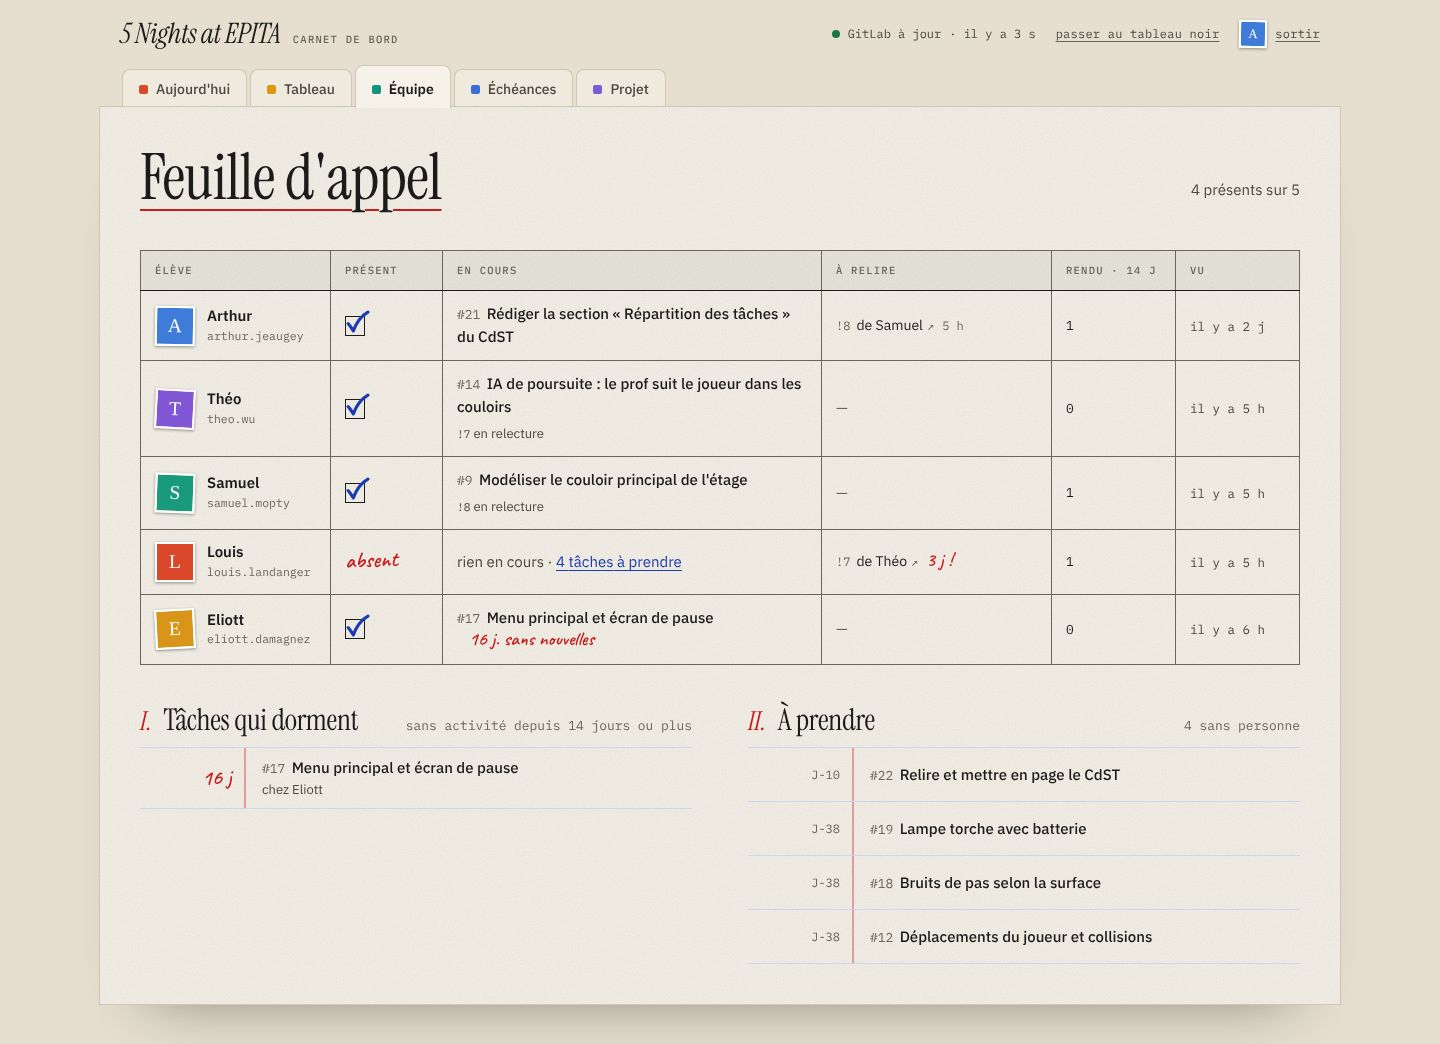 5 Nights at EPITA CARNET DE BORD
GitLab à jour · il y a 3 s passer au tableau noir A sortir
Aujourd'hui Tableau Équipe Échéances Projet
Feuille d'appel
4 présents sur 5
ÉLÈVE PRÉSENT EN COURS À RELIRE RENDU · 14 J VU
A Arthur
arthur.jeaugey
#21 Rédiger la section « Répartition des tâches »
du CdST
!8 de Samuel ↗ 5 h
1
il y a 2 j
T Théo
theo.wu
#14 IA de poursuite : le prof suit le joueur dans les
couloirs
!7 en relecture
—
0
il y a 5 h
S Samuel
samuel.mopty
#9 Modéliser le couloir principal de l'étage
!8 en relecture
—
1
il y a 5 h
L Louis
louis.landanger
absent
rien en cours · 4 tâches à prendre
!7 de Théo ↗ 3 j !
1
il y a 5 h
E Eliott
eliott.damagnez
#17 Menu principal et écran de pause
16 j. sans nouvelles
—
0
il y a 6 h
I. Tâches qui dorment sans activité depuis 14 jours ou plus
16 j #17 Menu principal et écran de pause
chez Eliott
II. À prendre 4 sans personne
J-10 #22 Relire et mettre en page le CdST
J-38 #19 Lampe torche avec batterie
J-38 #18 Bruits de pas selon la surface
J-38 #12 Déplacements du joueur et collisions